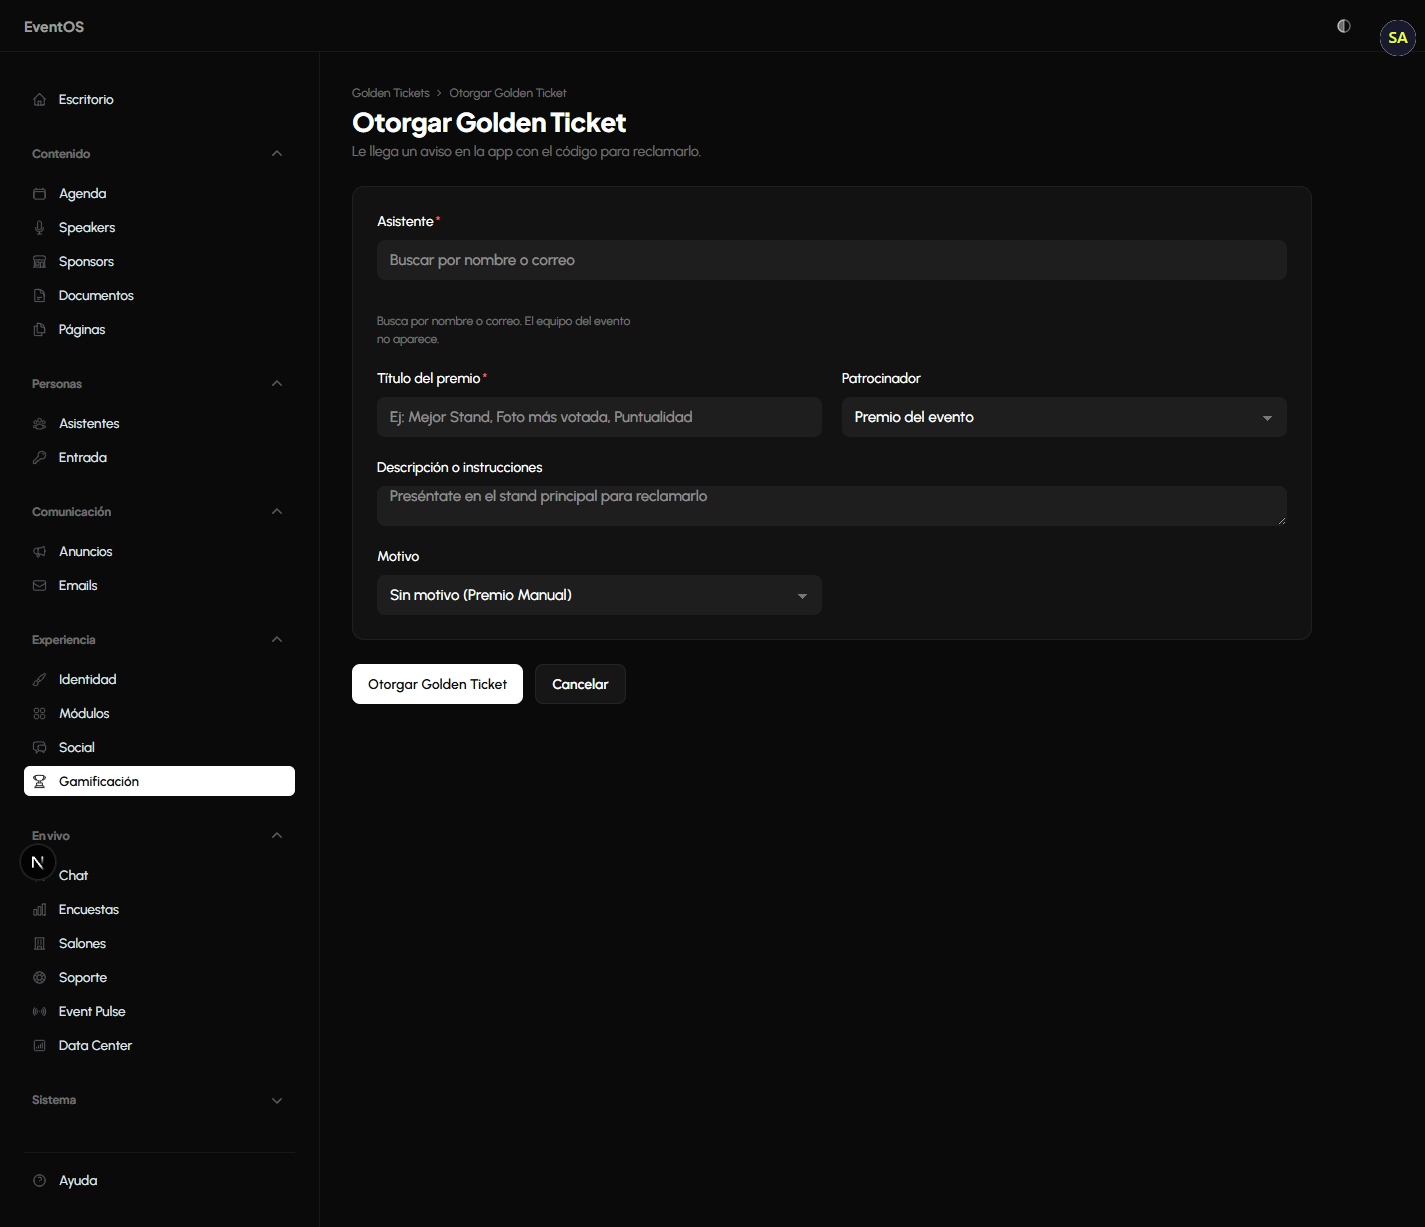 EventOS
SA
Escritorio
Contenido
Agenda
Speakers
Sponsors
Documentos
Páginas
Personas
Asistentes
Entrada
Comunicación
Anuncios
Emails
Experiencia
Identidad
Módulos
Social
Gamificación
En vivo
N
Chat
Encuestas
Salones
Soporte
Event Pulse
Data Center
Sistema
Ayuda
Golden Tickets › Otorgar Golden Ticket
Otorgar Golden Ticket
Le llega un aviso en la app con el código para reclamarlo.
Asistente*
Buscar por nombre o correo
Busca por nombre o correo. El equipo del evento
no aparece.
Título del premio*
Ej: Mejor Stand, Foto más votada, Puntualidad
Patrocinador
Premio del evento
Descripción o instrucciones
Preséntate en el stand principal para reclamarlo
Motivo
Sin motivo (Premio Manual)
Otorgar Golden Ticket
Cancelar